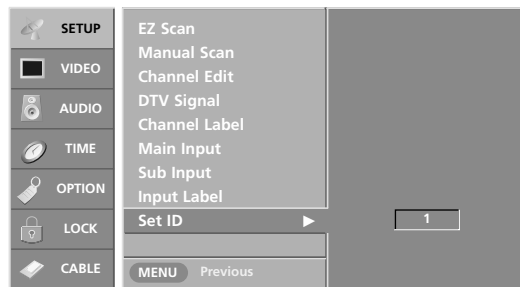 SETUP
VIDEO
AUDIO
TIME
OPTION
LOCK
CABLE
EZ Scan
Manual Scan
Channel Edit
DTV Signal
Channel Label
Main Input
Sub Input
Input Label
Set ID ►
1
MENU Previous